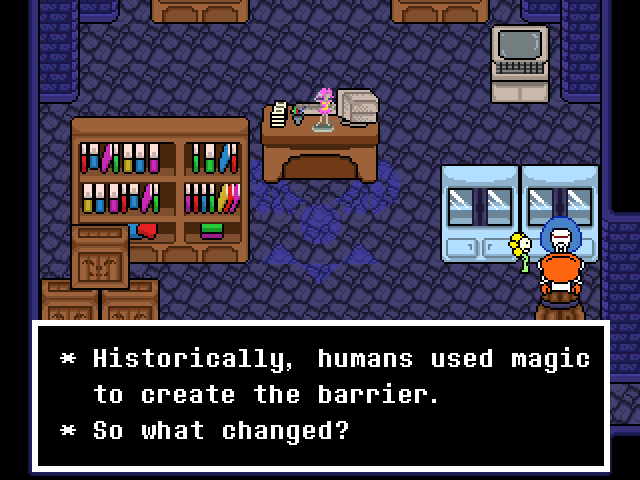 * Historically, humans used magic
to create the barrier.
* So what changed?